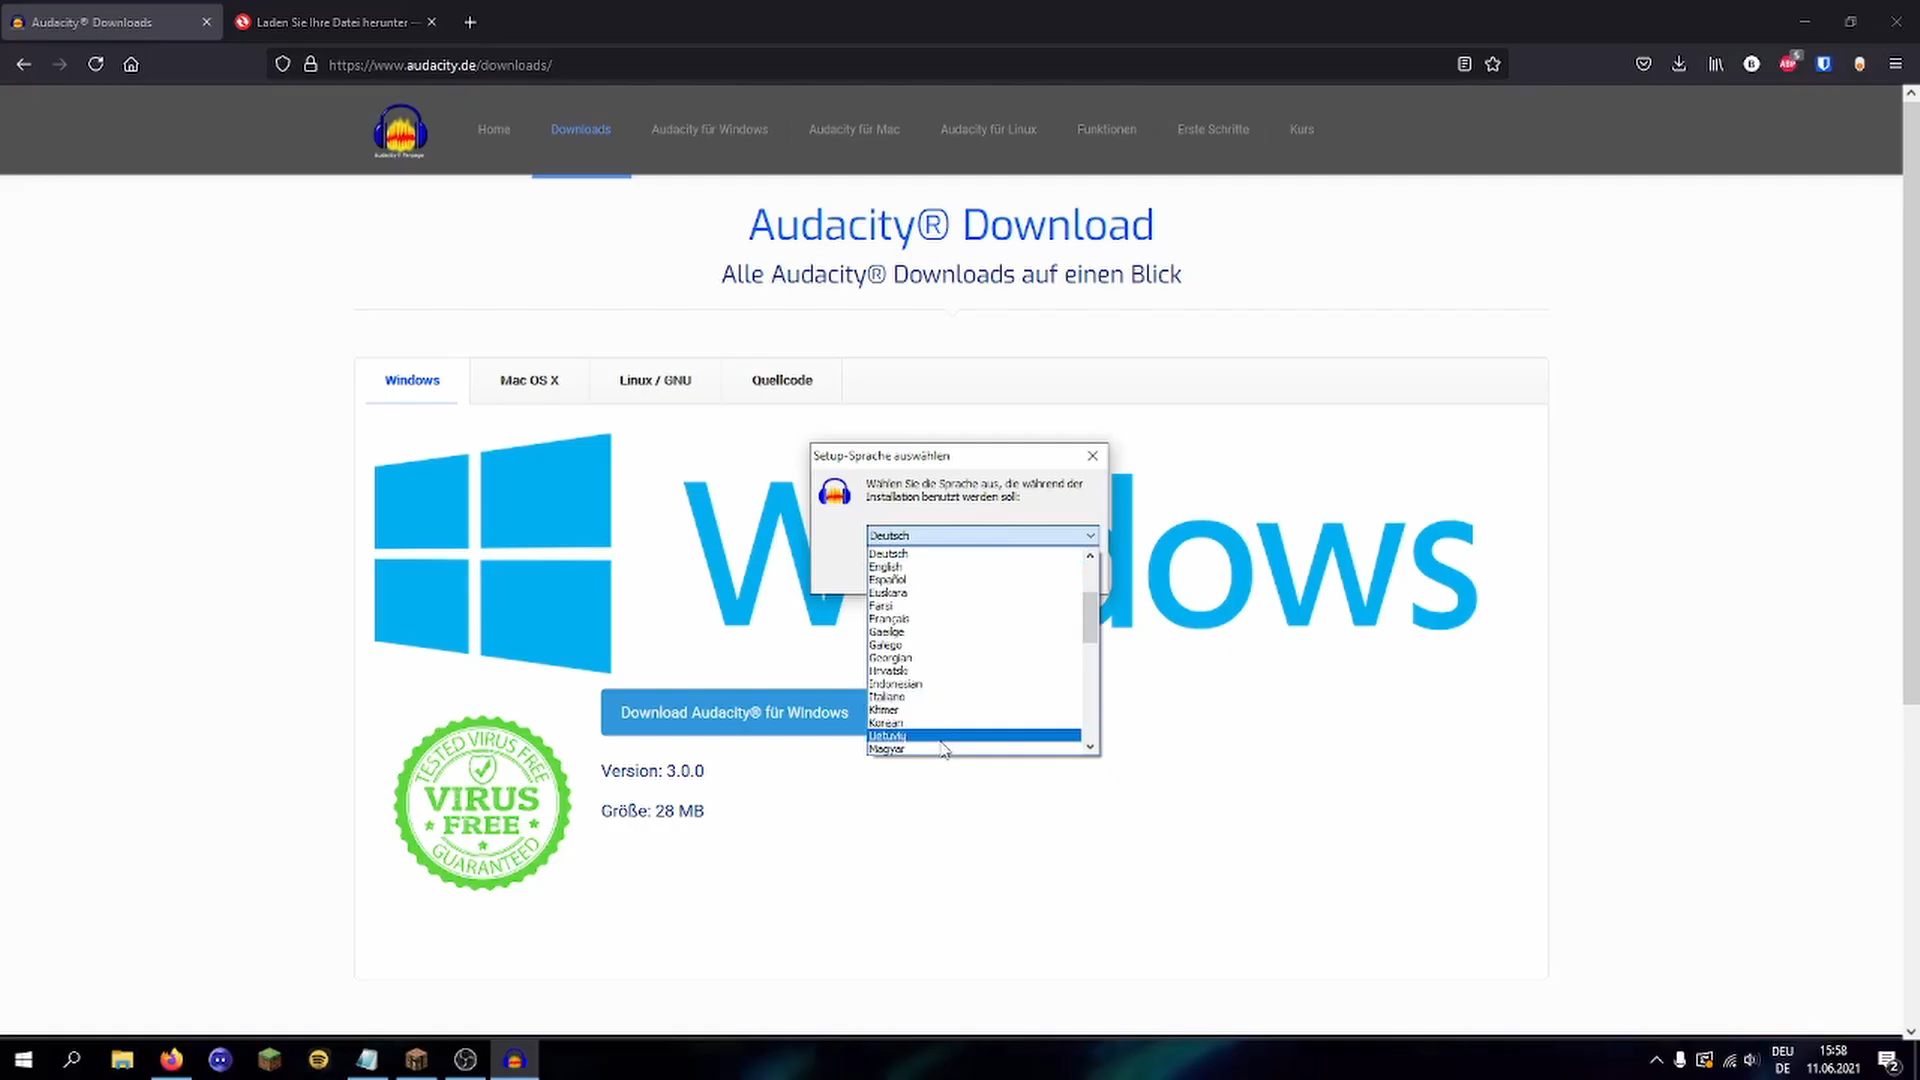 Audacity® Downloads
Laden Sie Ihre Datei herunter —
https://www.audacity.de/downloads/
Home
Downloads
Audacity für Windows
Audacity für Mac
Audacity für Linux
Funktionen
Erste Schritte
Kurs
Audacity® Download
Alle Audacity® Downloads auf einen Blick
Windows
Mac OS X
Linux / GNU
Quellcode
Setup-Sprache auswählen
Wählen Sie die Sprache aus, die während der
Installation benutzt werden soll:
Deutsch
Deutsch
English
Español
Euskara
Farsi
Français
Gaeilge
Galego
Georgian
Hrvatski
Indonesian
Italiano
Khmer
Korean
Lietuvių
Magyar
Download Audacity® für Windows
Version: 3.0.0
Größe: 28 MB
TESTED VIRUS FREE
VIRUS
FREE
GUARANTEED
DEU
DE
15:58
11.06.2021